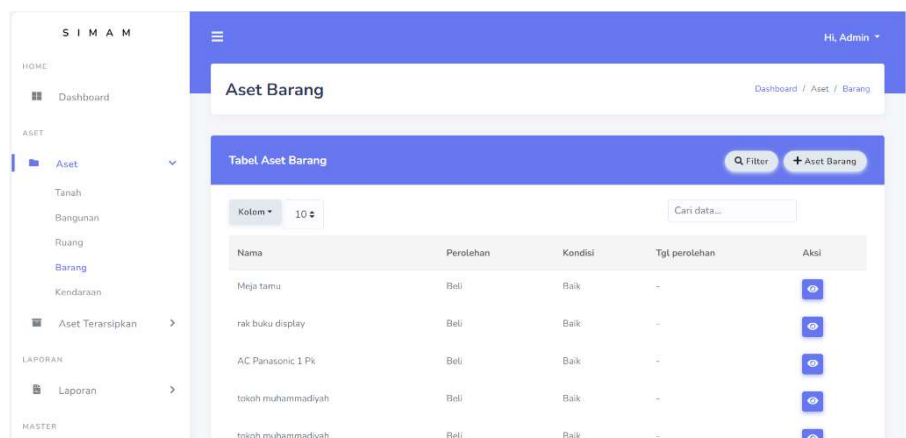 S I M A M
Hi, Admin
HOME
Dashboard
Aset Barang
Dashboard / Aset / Barang
ASET
Aset
Tanah
Bangunan
Ruang
Barang
Kendaraan
Aset Terarsipkan
LAPORAN
Laporan
MASTER
Tabel Aset Barang
Filter
+ Aset Barang
Kolom
10
Cari data...
Nama Perolehan Kondisi Tgl perolehan Aksi
Meja tamu Beli Baik -
rak buku display Beli Baik -
AC Panasonic 1 Pk Beli Baik -
tokoh muhammadiyah Beli Baik -
tokoh muhammadiyah Beli Baik -